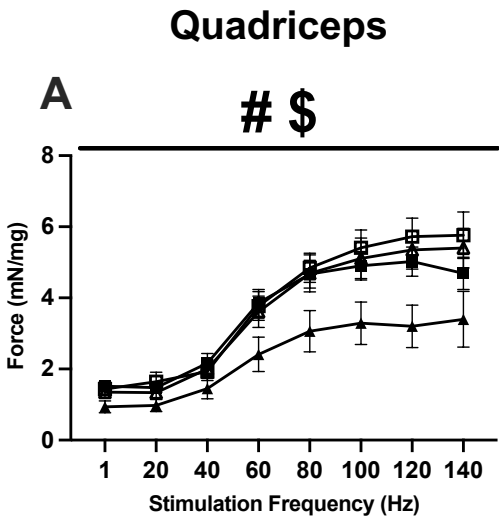 Quadriceps
A
# $
8
6
4
2
0
Force (mN/mg)
1 20 40 60 80 100 120 140
Stimulation Frequency (Hz)